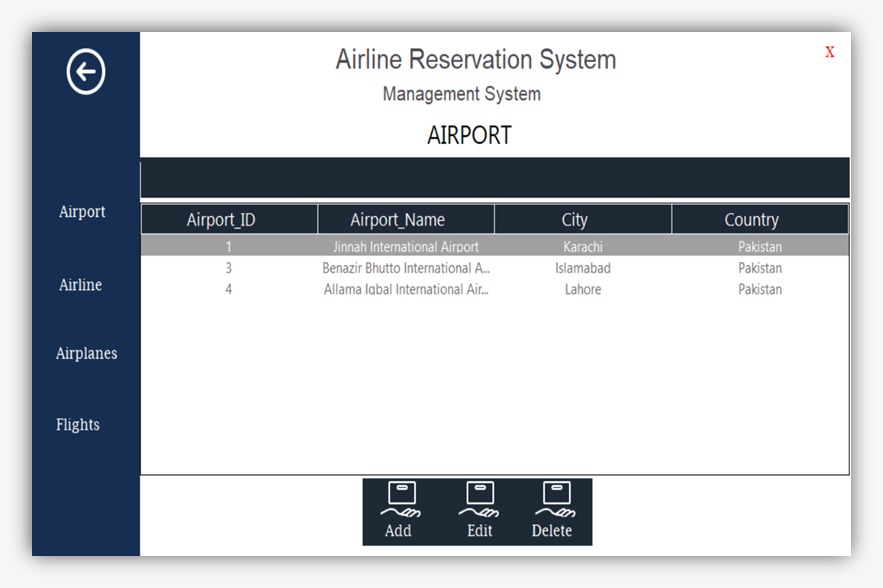 Airline Reservation System
X
Management System
AIRPORT
Airport
Airline
Airplanes
Flights
Airport_ID Airport_Name City Country
1 Jinnah International Airport Karachi Pakistan
3 Benazir Bhutto International A... Islamabad Pakistan
4 Allama Iqbal International Air... Lahore Pakistan
Add Edit Delete